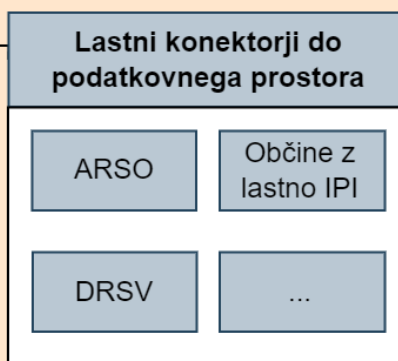 Lastni konektorji do
podatkovnega prostora
ARSO
Občine z
lastno IPI
DRSV
...